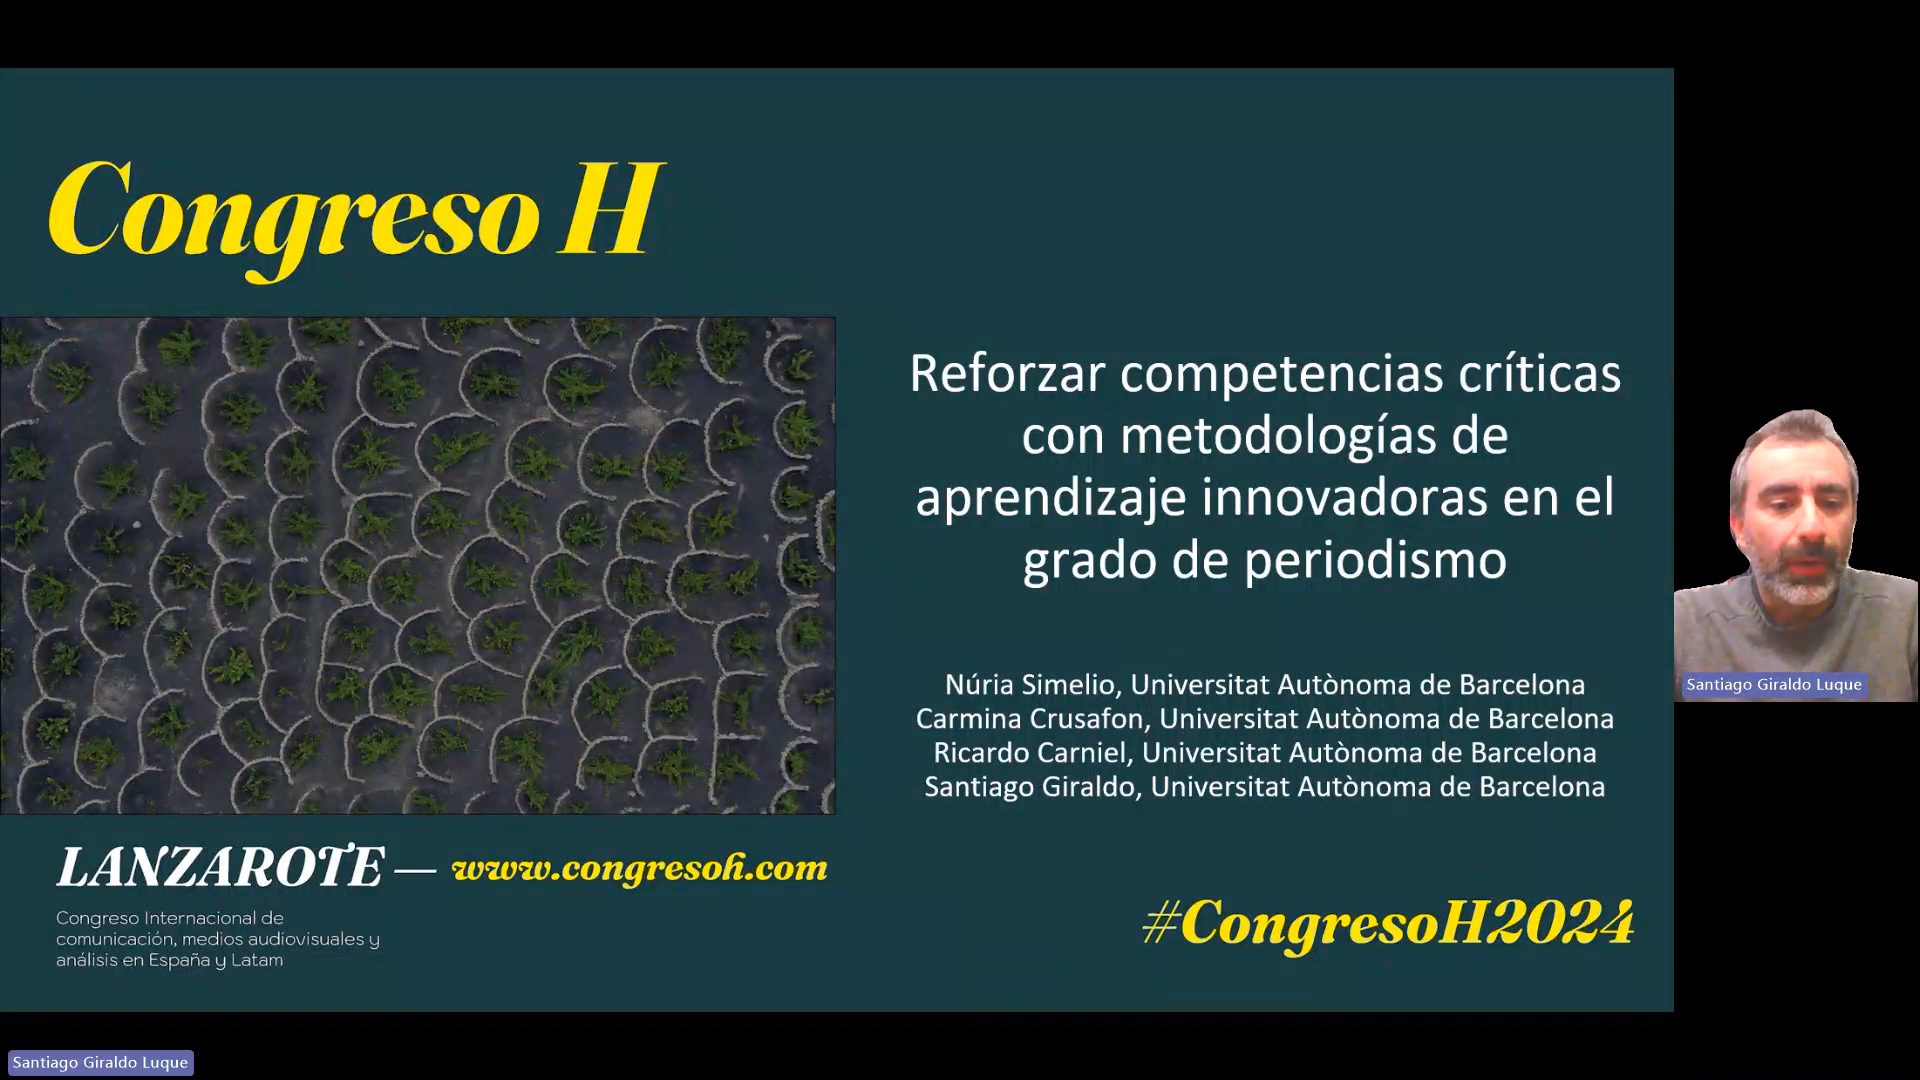 Congreso H
Reforzar competencias críticas
con metodologías de
aprendizaje innovadoras en el
grado de periodismo
Núria Simelio, Universitat Autònoma de Barcelona
Carmina Crusafon, Universitat Autònoma de Barcelona
Ricardo Carniel, Universitat Autònoma de Barcelona
Santiago Giraldo, Universitat Autònoma de Barcelona
LANZAROTE — www.congresoh.com
Congreso Internacional de
comunicación, medios audiovisuales y
análisis en España y Latam
#CongresoH2024
Santiago Giraldo Luque
Santiago Giraldo Luque